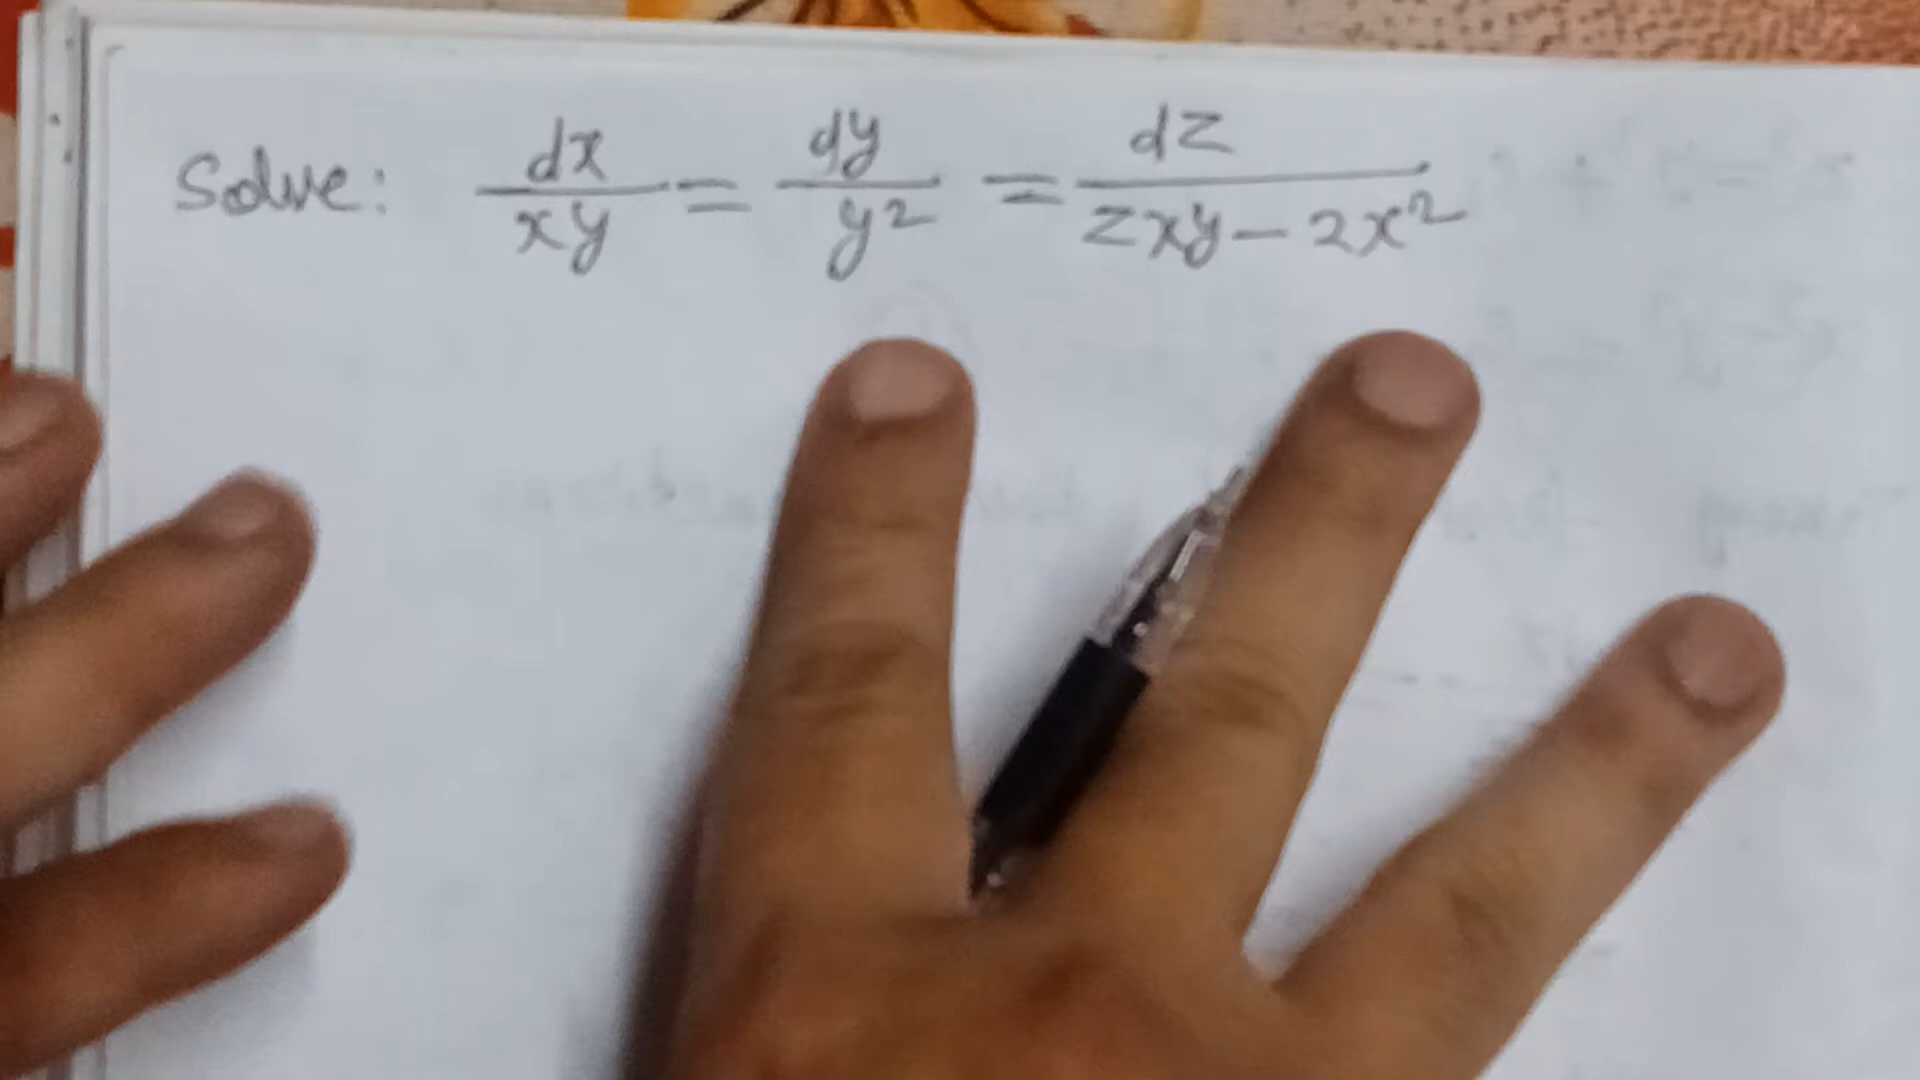 Solve: dx/xy = dy/y² = dz/zxy-2x²